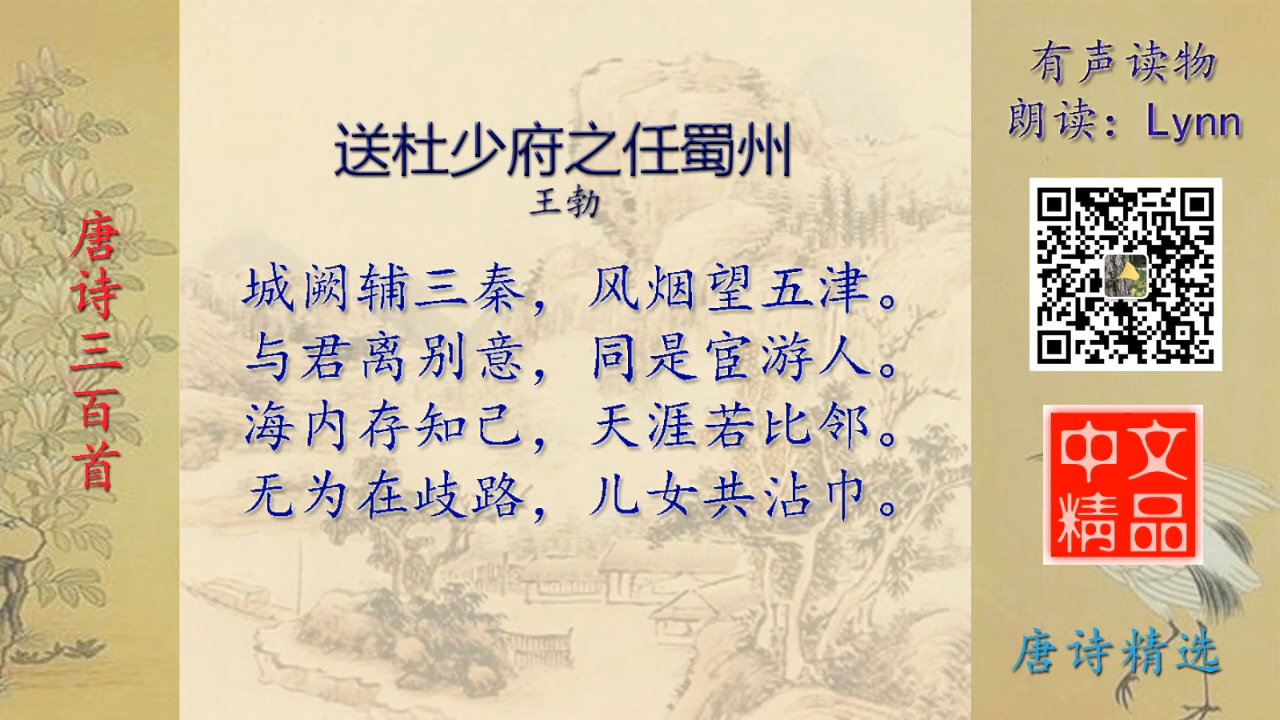 唐诗三百首
送杜少府之任蜀州
王勃
城阙辅三秦，风烟望五津。
与君离别意，同是宦游人。
海内存知己，天涯若比邻。
无为在歧路，儿女共沾巾。
有声读物
朗读：Lynn
中文
精品
唐诗精选